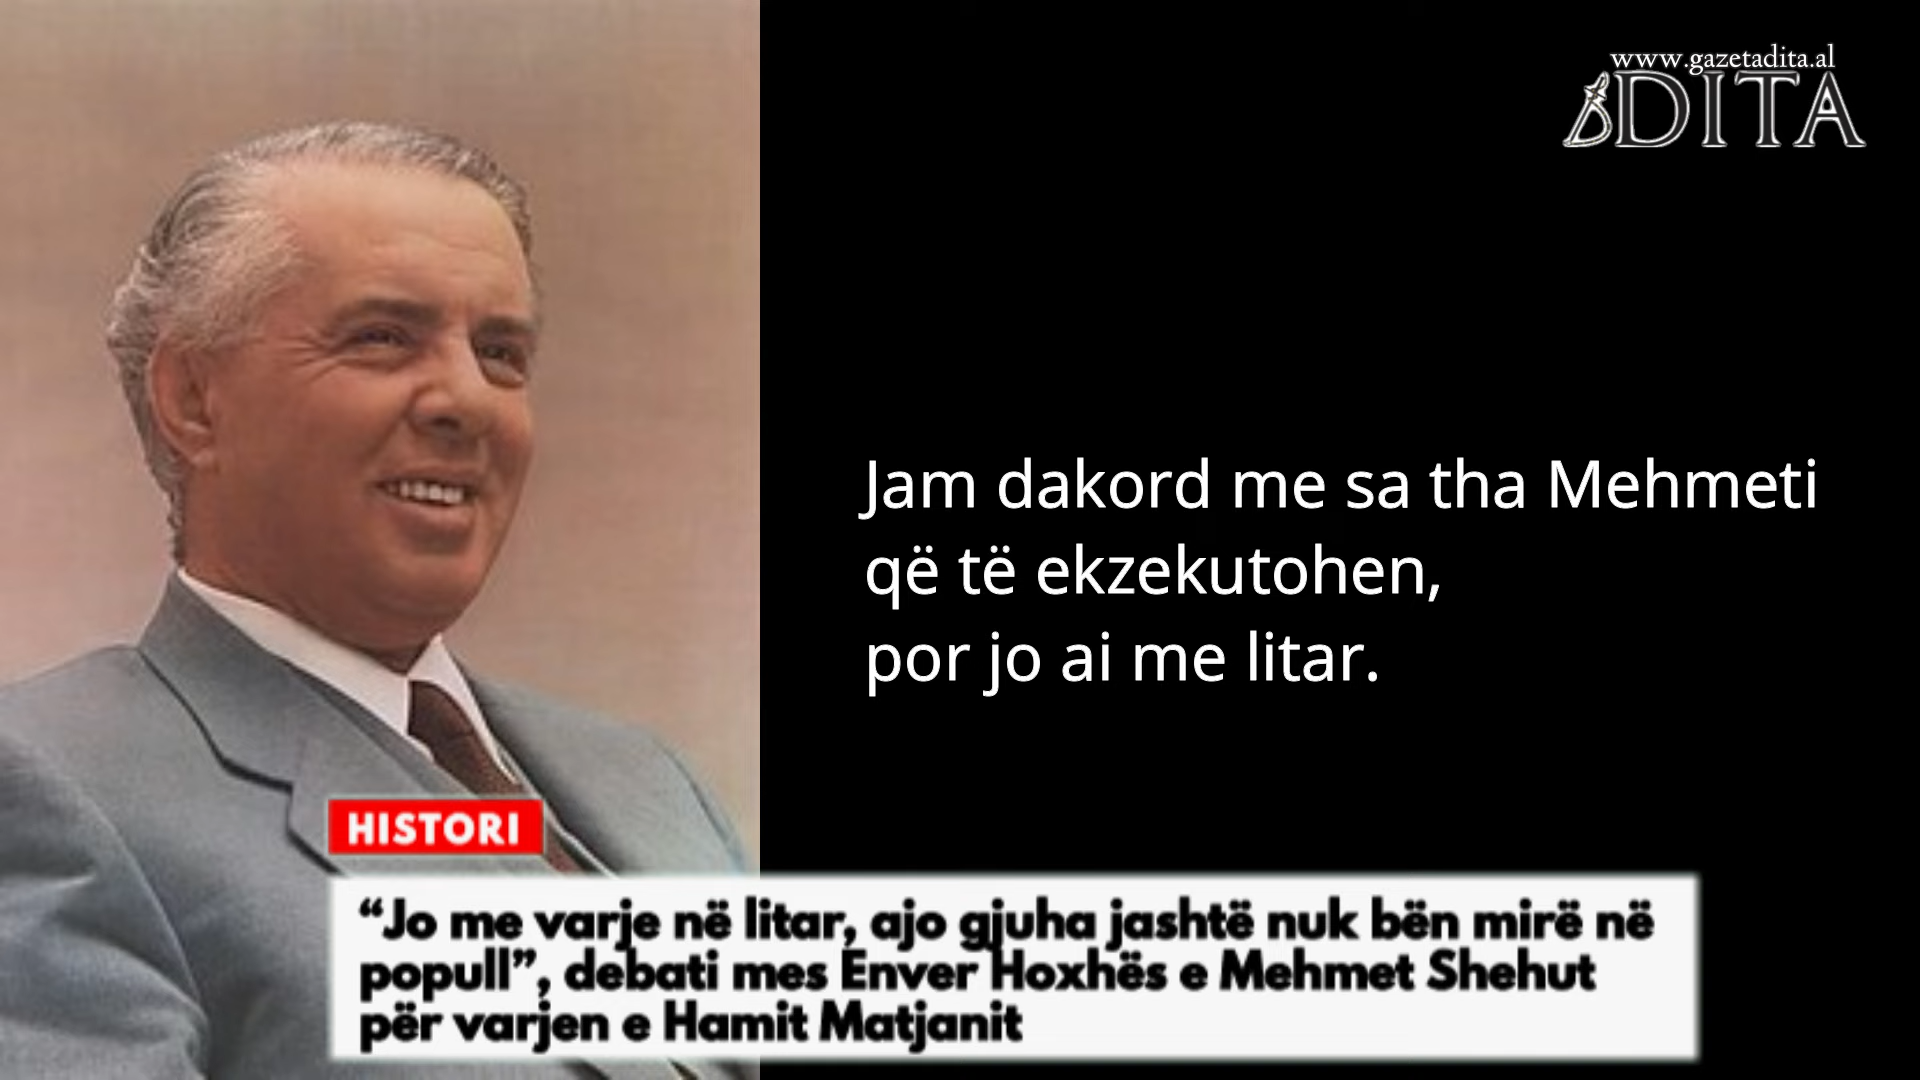 www.gazetadita.al
DITA
Jam dakord me sa tha Mehmeti
që të ekzekutohen,
por jo ai me litar.
HISTORI
“Jo me varje në litar, ajo gjuha jashtë nuk bën mirë në
popull”, debati mes Enver Hoxhës e Mehmet Shehut
për varjen e Hamit Matjanit